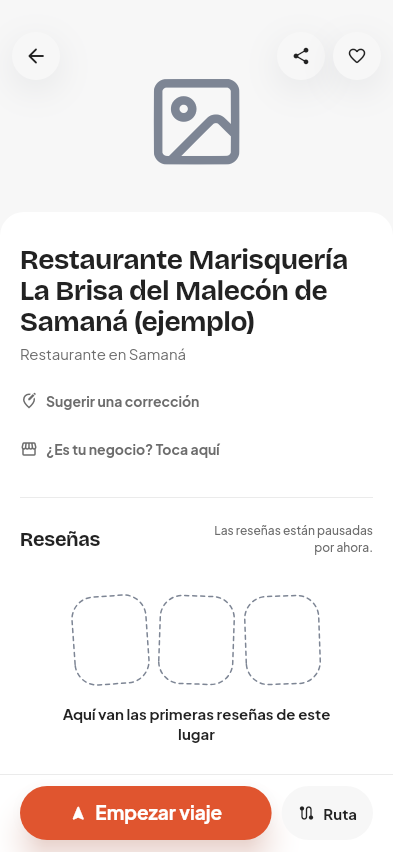 Restaurante Marisquería
La Brisa del Malecón de
Samaná (ejemplo)
Restaurante en Samaná
Sugerir una corrección
¿Es tu negocio? Toca aquí
Reseñas
Las reseñas están pausadas
por ahora.
Aquí van las primeras reseñas de este
lugar
Empezar viaje
Ruta